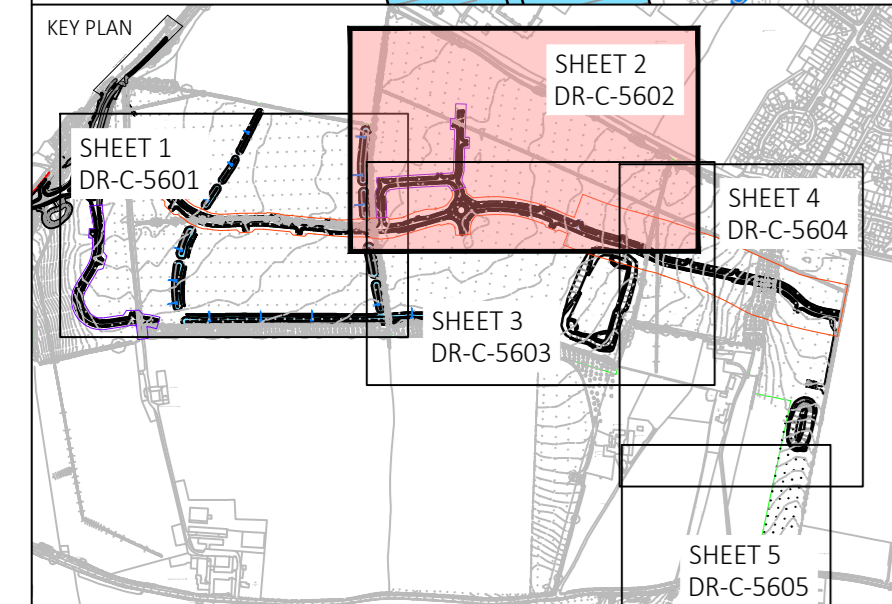 KEY PLAN
SHEET 1
DR-C-5601
SHEET 2
DR-C-5602
SHEET 3
DR-C-5603
SHEET 4
DR-C-5604
SHEET 5
DR-C-5605